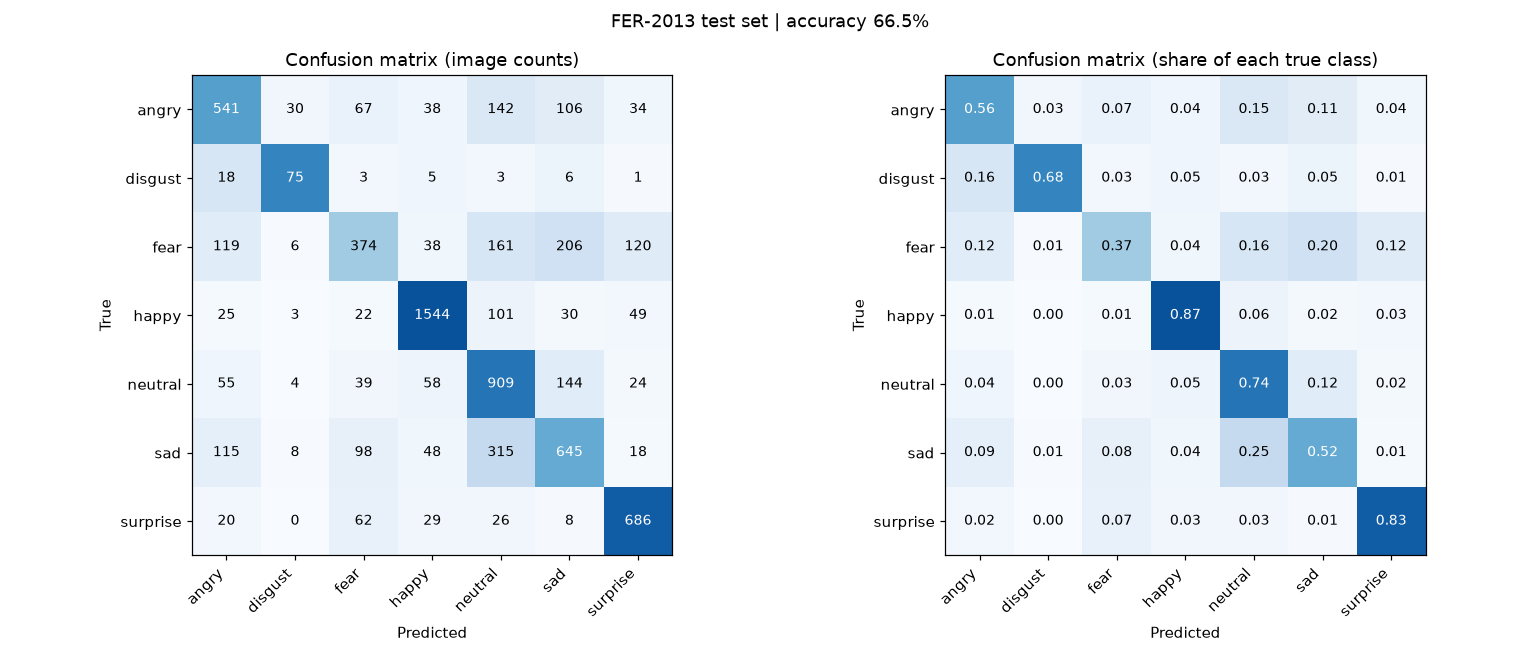 FER-2013 test set | accuracy 66.5%
Confusion matrix (image counts)
True
angry 541 30 67 38 142 106 34
disgust 18 75 3 5 3 6 1
fear 119 6 374 38 161 206 120
happy 25 3 22 1544 101 30 49
neutral 55 4 39 58 909 144 24
sad 115 8 98 48 315 645 18
surprise 20 0 62 29 26 8 686
angry disgust fear happy neutral sad surprise
Predicted
Confusion matrix (share of each true class)
True
angry 0.56 0.03 0.07 0.04 0.15 0.11 0.04
disgust 0.16 0.68 0.03 0.05 0.03 0.05 0.01
fear 0.12 0.01 0.37 0.04 0.16 0.20 0.12
happy 0.01 0.00 0.01 0.87 0.06 0.02 0.03
neutral 0.04 0.00 0.03 0.05 0.74 0.12 0.02
sad 0.09 0.01 0.08 0.04 0.25 0.52 0.01
surprise 0.02 0.00 0.07 0.03 0.03 0.01 0.83
angry disgust fear happy neutral sad surprise
Predicted